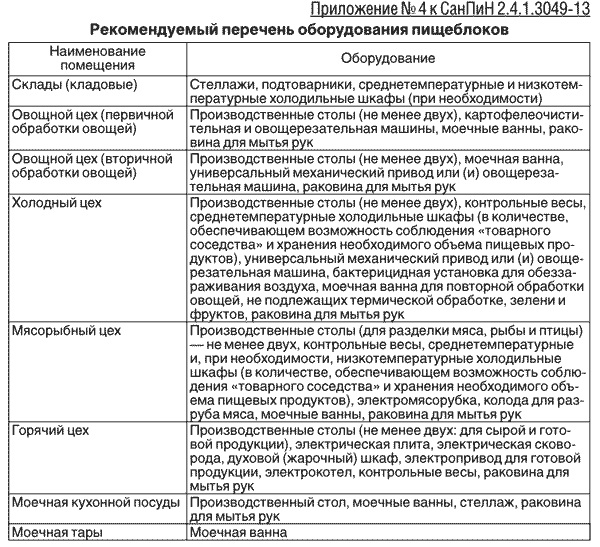 Приложение № 4 к СанПиН 2.4.1.3049-13
Рекомендуемый перечень оборудования пищеблоков
Наименование
помещения
Оборудование
Склады (кладовые)
Стеллажи, подтоварники, среднетемпературные и низкотем-
пературные холодильные шкафы (при необходимости)
Овощной цех (первичной
обработки овощей)
Производственные столы (не менее двух), картофелеочисти-
тельная и овощерезательная машины, моечные ванны, рако-
вина для мытья рук
Овощной цех (вторичной
обработки овощей)
Производственные столы (не менее двух), моечная ванна,
универсальный механический привод или (и) овощереза-
тельная машина, раковина для мытья рук
Холодный цех
Производственные столы (не менее двух), контрольные весы,
среднетемпературные холодильные шкафы (в количестве,
обеспечивающем возможность соблюдения «товарного
соседства» и хранения необходимого объема пищевых про-
дуктов), универсальный механический привод или (и) овоще-
резательная машина, бактерицидная установка для обезза-
раживания воздуха, моечная ванна для повторной обработки
овощей, не подлежащих термической обработке, зелени и
фруктов, раковина для мытья рук
Мясорыбный цех
Производственные столы (для разделки мяса, рыбы и птицы)
— не менее двух, контрольные весы, среднетемпературные
и, при необходимости, низкотемпературные холодильные
шкафы (в количестве, обеспечивающем возможность соблю-
дения «товарного соседства» и хранения необходимого объ-
ема пищевых продуктов), электромясорубка, колода для раз-
руба мяса, моечные ванны, раковина для мытья рук
Горячий цех
Производственные столы (не менее двух: для сырой и гото-
вой продукции), электрическая плита, электрическая сково-
рода, духовой (жарочный) шкаф, электропривод для готовой
продукции, электрокотел, контрольные весы, раковина для
мытья рук
Моечная кухонной посуды
Производственный стол, моечные ванны, стеллаж, раковина
для мытья рук
Моечная тары
Моечная ванна